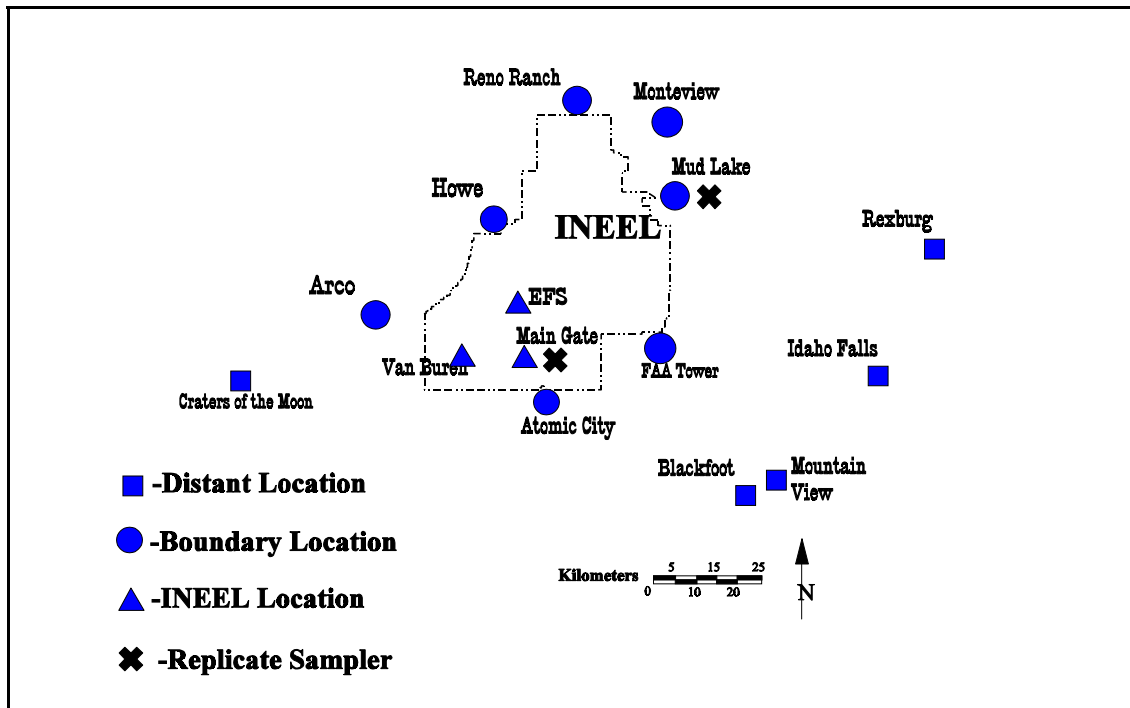 Reno Ranch
Monteview
Mud Lake
Howe
INEEL
Rexburg
Arco
EFS
Main Gate
Van Buren
FAA Tower
Idaho Falls
Craters of the Moon
Atomic City
Blackfoot
Mountain
View
-Distant Location
-Boundary Location
-INEEL Location
-Replicate Sampler
5 15 25
Kilometers
0 10 20
N